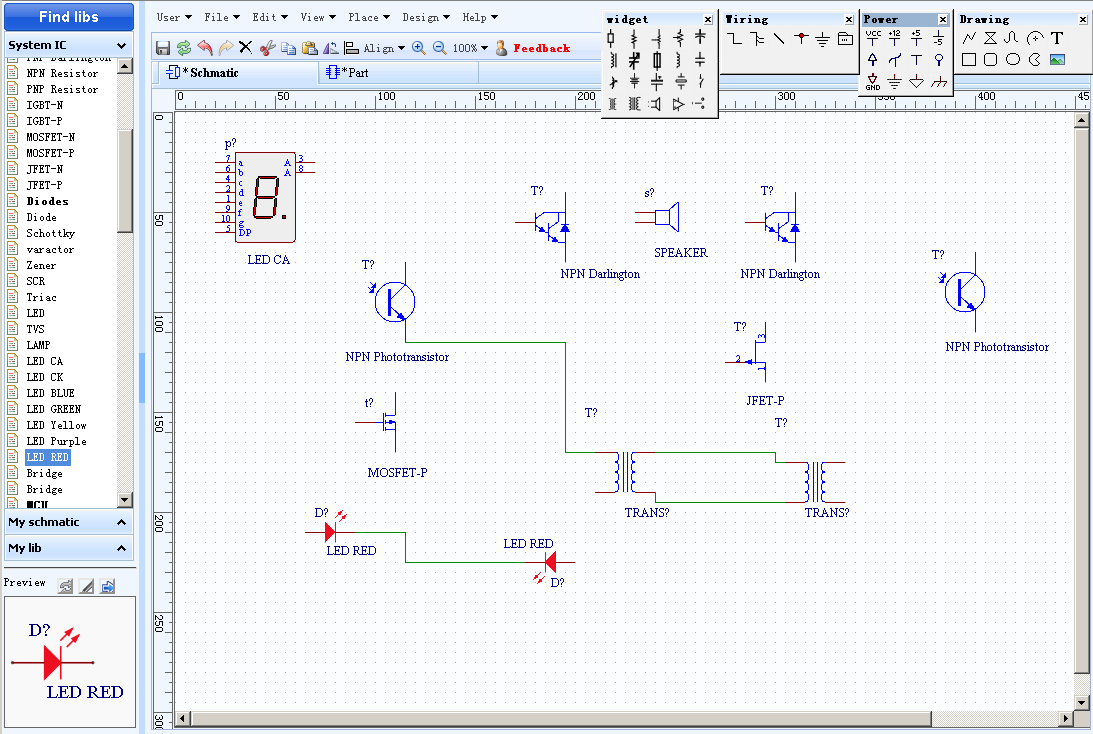 Find libs
System IC
PNP Darlington
NPN Resistor
PNP Resistor
IGBT-N
IGBT-P
MOSFET-N
MOSFET-P
JFET-N
JFET-P
Diodes
Diode
Schottky
varactor
Zener
SCR
Triac
LED
TVS
LAMP
LED CA
LED CK
LED BLUE
LED GREEN
LED Yellow
LED Purple
LED RED
Bridge
Bridge
MCU
My schmatic
My lib
Preview
D?
LED RED
User File Edit View Place Design Help
Align 100% Feedback
*Schmatic *Part
widget
Wiring
Power
VCC +12 +5 -5
GND
Drawing
T
0 50 100 150 200 300 350 400 45
0
50
100
150
200
250
300
p?
7 a A 3
6 b A 8
4 c
2 d
1 e
9 f
10 g
5 DP
8.
LED CA
T?
NPN Darlington
s?
SPEAKER
T?
NPN Darlington
T?
NPN Phototransistor
T?
NPN Phototransistor
T?
3
2
1
JFET-P
t?
MOSFET-P
T?
TRANS?
T?
TRANS?
D?
LED RED
LED RED
D?